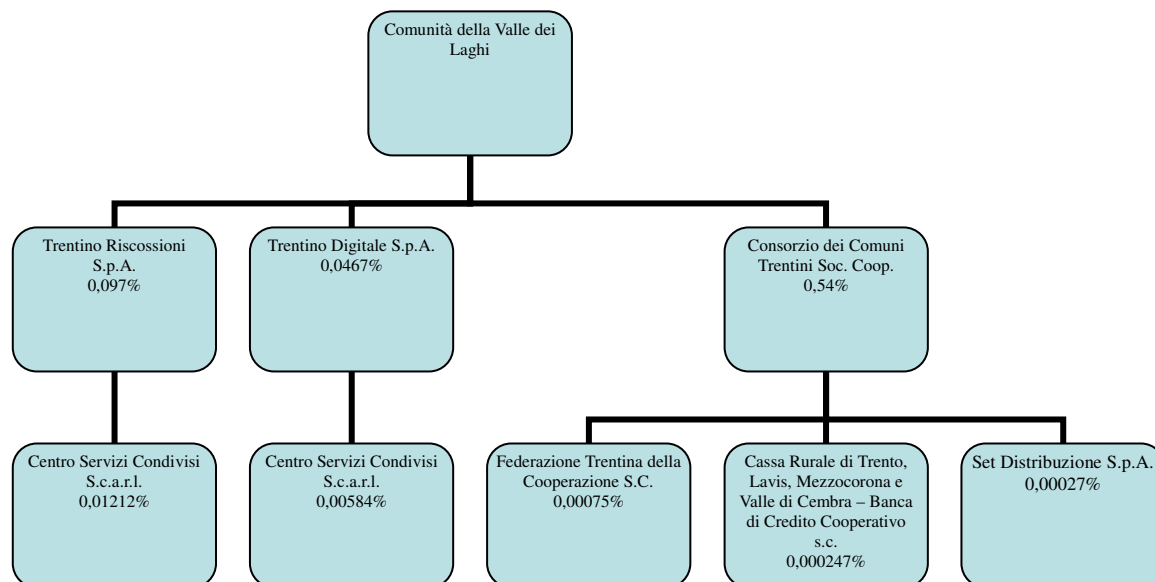 Comunità della Valle dei
Laghi
Trentino Riscossioni
S.p.A.
0,097%
Trentino Digitale S.p.A.
0,0467%
Consorzio dei Comuni
Trentini Soc. Coop.
0,54%
Centro Servizi Condivisi
S.c.a.r.l.
0,01212%
Centro Servizi Condivisi
S.c.a.r.l.
0,00584%
Federazione Trentina della
Cooperazione S.C.
0,00075%
Cassa Rurale di Trento,
Lavis, Mezzocorona e
Valle di Cembra – Banca
di Credito Cooperativo
s.c.
0,000247%
Set Distribuzione S.p.A.
0,00027%